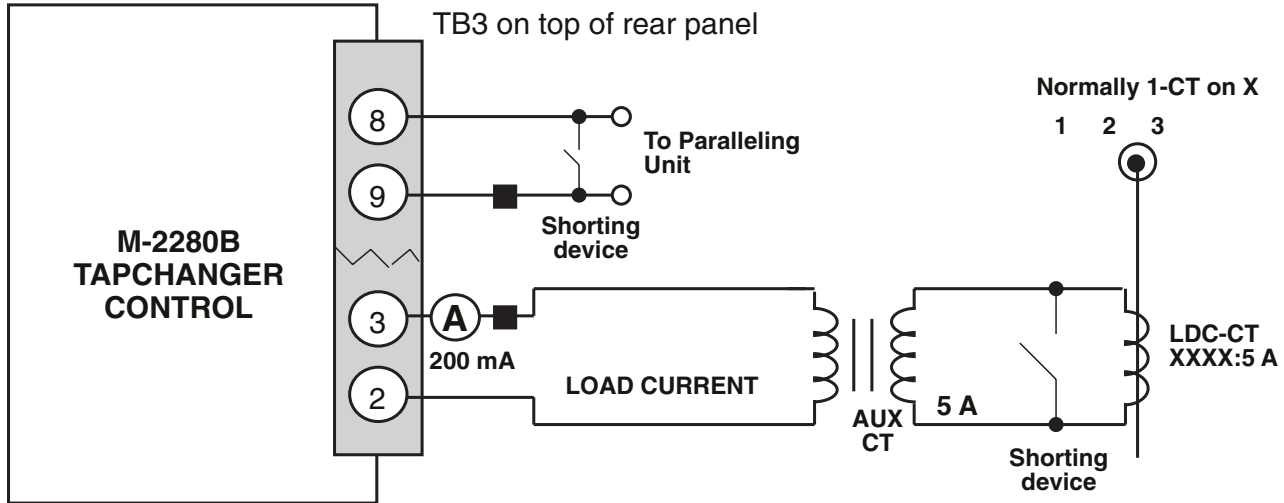 TB3 on top of rear panel
Normally 1-CT on X
1 2 3
8
To Paralleling
Unit
9
Shorting
device
M-2280B
TAPCHANGER
CONTROL
3
A
200 mA
2
LOAD CURRENT
AUX
CT
5 A
LDC-CT
XXXX:5 A
Shorting
device